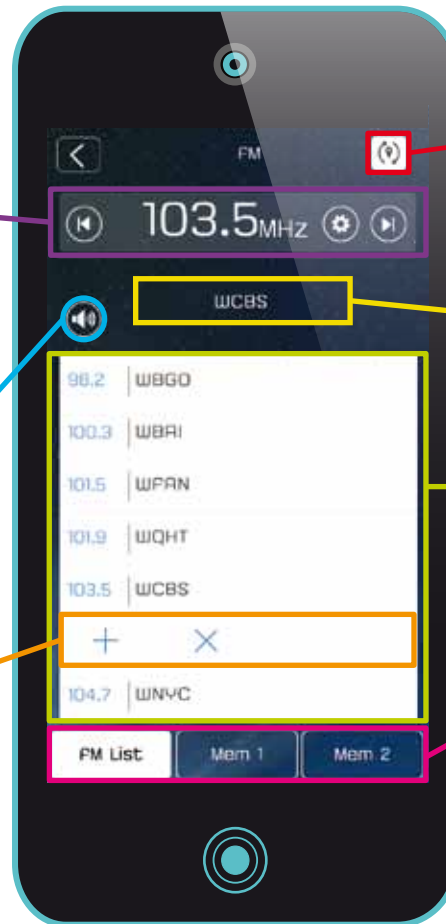 FM
103.5MHz
WCBS
98.2 WBGO
100.3 WBAI
101.5 WFAN
101.9 WQHT
103.5 WCBS
104.7 WNYC
FM List Mem 1 Mem 2